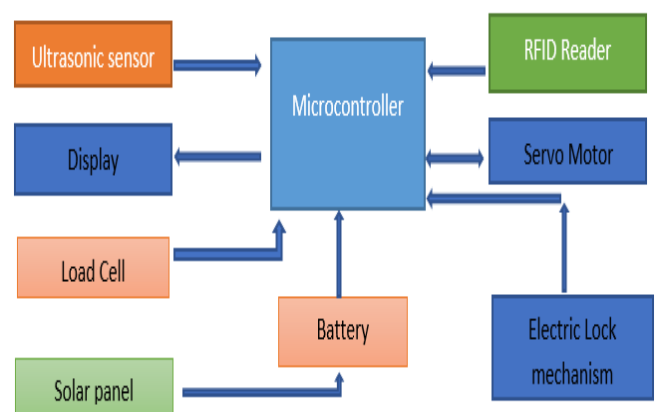 Ultrasonic sensor
RFID Reader
Microcontroller
Display
Servo Motor
Load Cell
Battery
Electric Lock
mechanism
Solar panel